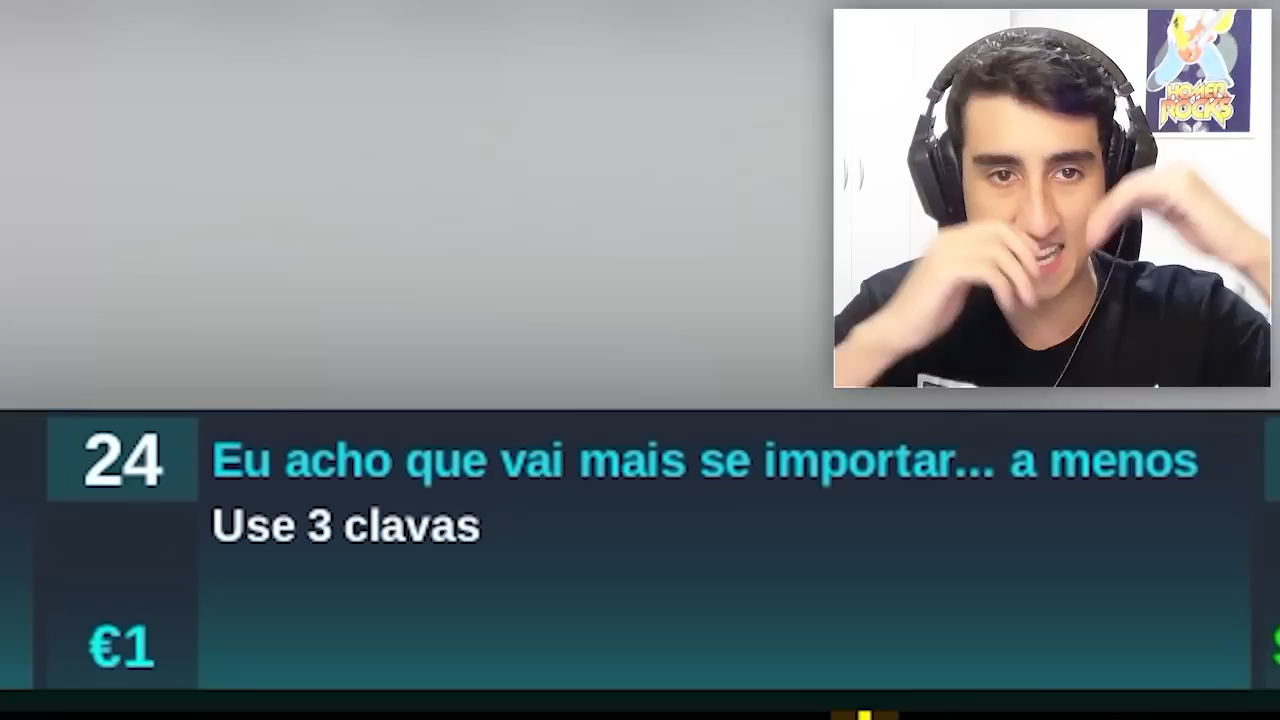 HOMER
ROCKS
24
Eu acho que vai mais se importar... a menos
Use 3 clavas
€1